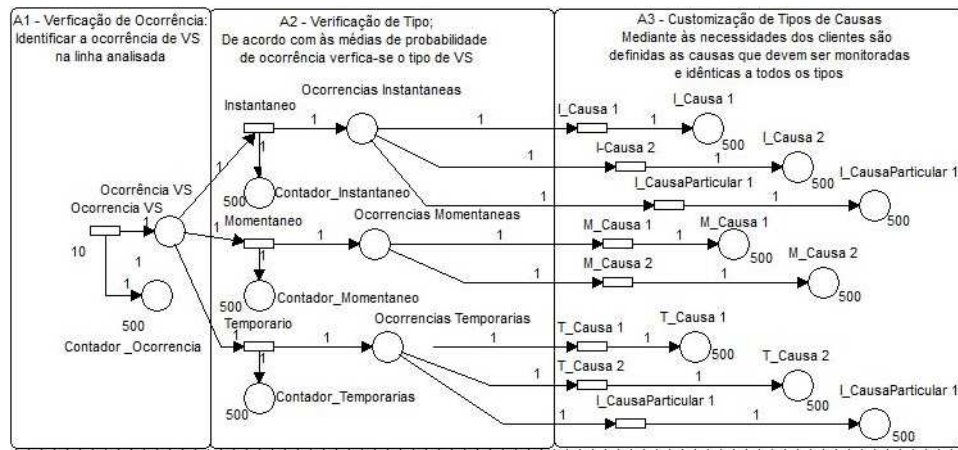 A1 - Verficação de Ocorrência:
Identificar a ocorrência de VS
na linha analisada
A2 - Verificação de Tipo;
De acordo com às médias de probabilidade
de ocorrência verfica-se o tipo de VS
A3 - Customização de Tipos de Causas
Mediante às necessidades dos clientes são
definidas as causas que devem ser monitoradas
e idênticas a todos os tipos
Ocorrência VS
Ocorrencia VS
10
1
1
1
500
Contador _Ocorrencia
Instantaneo
1
1
1
500
Contador_Instantaneo
Ocorrencias Instantaneas
Momentaneo
1
1
1
500
Contador_Momentaneo
Ocorrencias Momentaneas
Temporario
1
1
1
500
Contador_Temporarias
Ocorrencias Temporarias
1
I_Causa 1
1
I_Causa 1
500
1
I-Causa 2
1
I_Causa 2
500
1
I_CausaParticular 1
1
I_CausaParticular 1
500
1
M_Causa 1
1
M_Causa 1
500
1
M_Causa 2
1
M_Causa 2
500
1
T_Causa 1
1
T_Causa 1
500
1
T_Causa 2
1
T_Causa 2
500
1
I_CausaParticular 1
1
I_CausaParticular 1
500